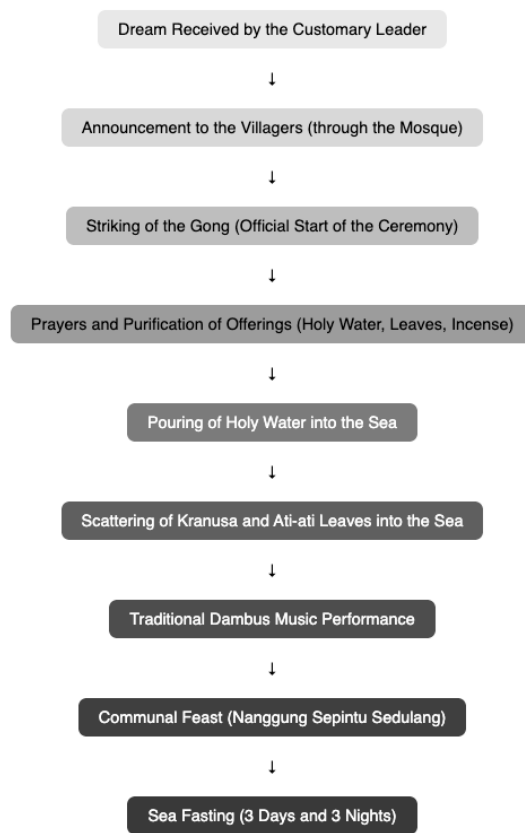 Dream Received by the Customary Leader
↓
Announcement to the Villagers (through the Mosque)
↓
Striking of the Gong (Official Start of the Ceremony)
↓
Prayers and Purification of Offerings (Holy Water, Leaves, Incense)
↓
Pouring of Holy Water into the Sea
↓
Scattering of Kranusa and Ati-ati Leaves into the Sea
↓
Traditional Dambus Music Performance
↓
Communal Feast (Nanggung Sepintu Sedulang)
↓
Sea Fasting (3 Days and 3 Nights)